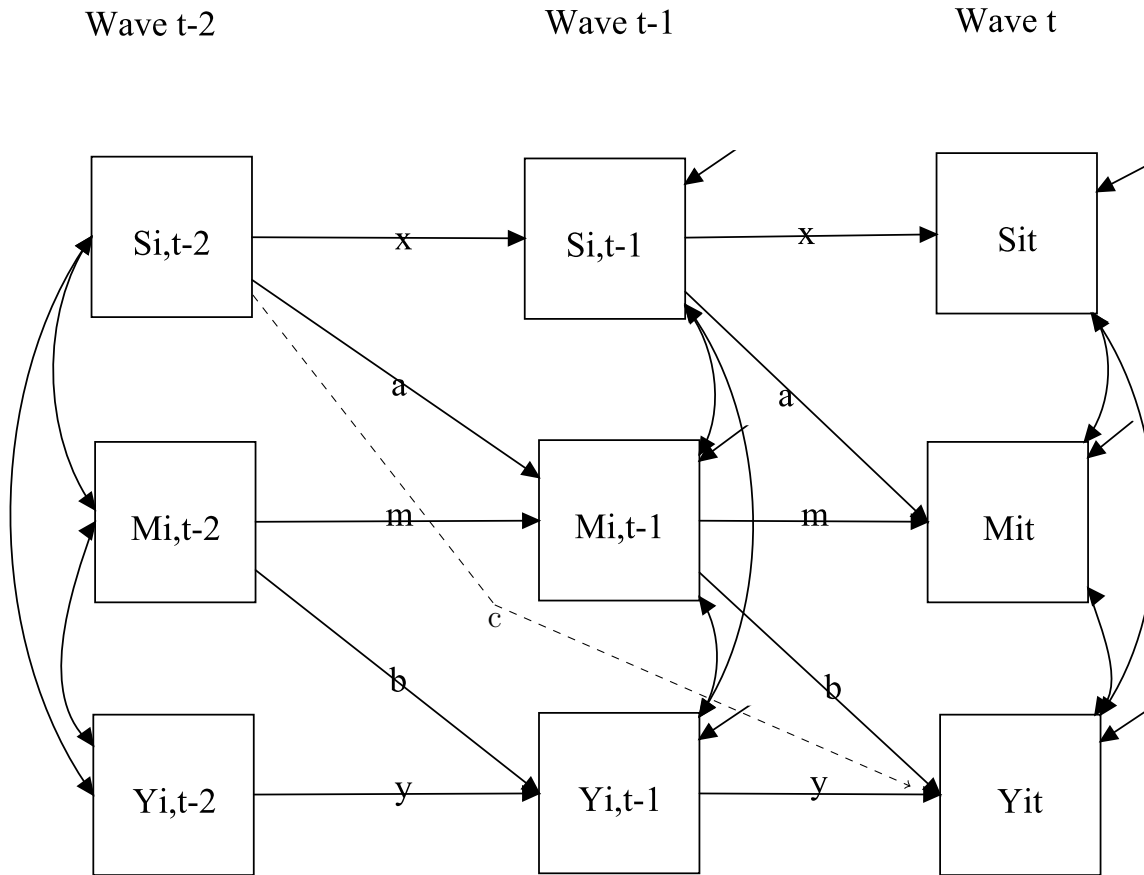 Wave t-2
Wave t-1
Wave t
Si,t-2
x
Si,t-1
x
Sit
a
a
Mi,t-2
m
Mi,t-1
m
Mit
c
b
b
Yi,t-2
y
Yi,t-1
y
Yit